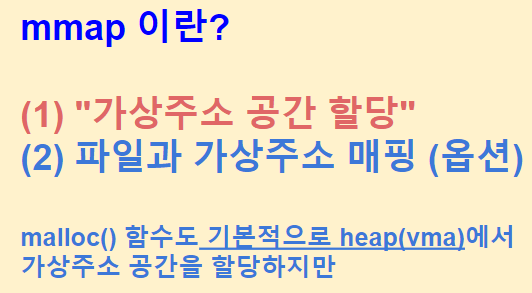 mmap 이란?
(1) "가상주소 공간 할당"
(2) 파일과 가상주소 매핑 (옵션)
malloc() 함수도 기본적으로 heap(vma)에서
가상주소 공간을 할당하지만